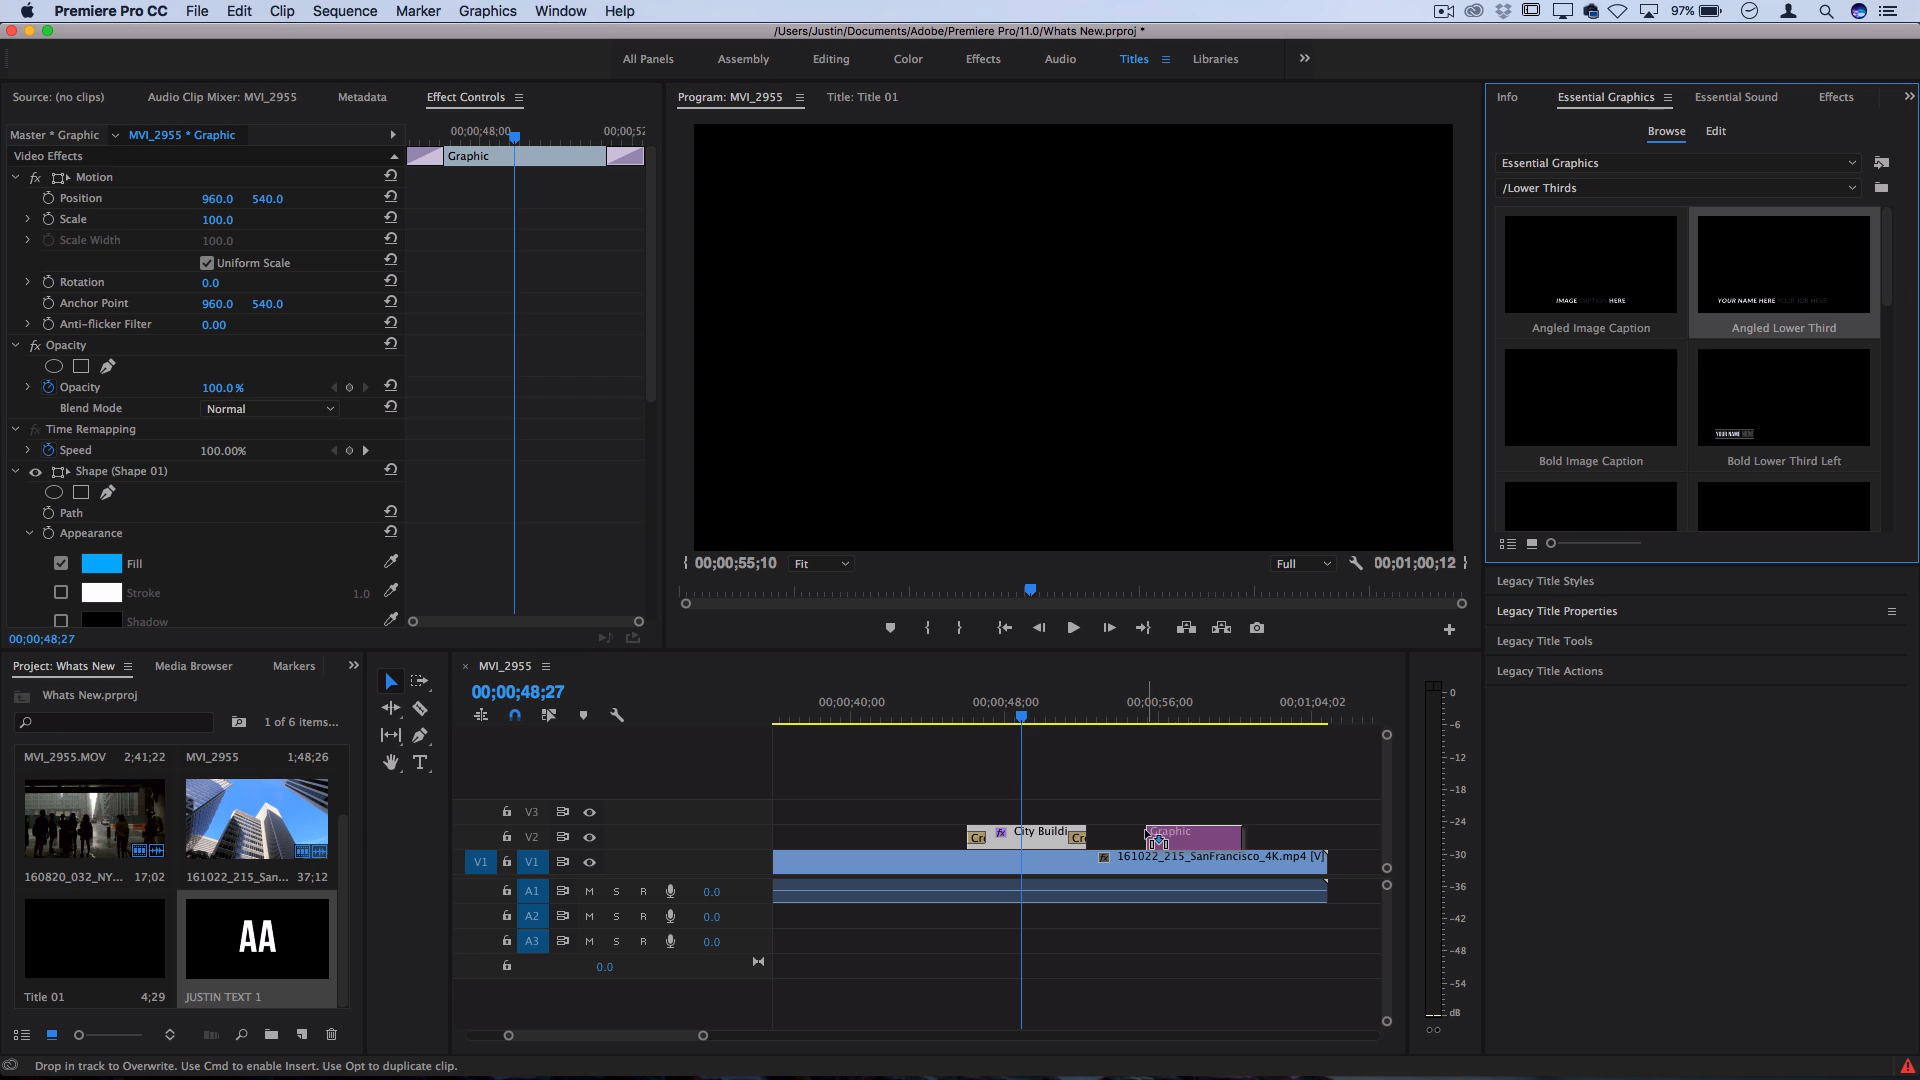 Premiere Pro CC File Edit Clip Sequence Marker Graphics Window Help 97%
/Users/Justin/Documents/Adobe/Premiere Pro/11.0/Whats New.prproj *
All Panels Assembly Editing Color Effects Audio Titles Libraries
Source: (no clips) Audio Clip Mixer: MVI_2955 Metadata Effect Controls
Master * Graphic MVI_2955 * Graphic
00;00;48;00 00;00;52
Video Effects
Graphic
fx Motion
Position 960.0 540.0
Scale 100.0
Scale Width 100.0
Uniform Scale
Rotation 0.0
Anchor Point 960.0 540.0
Anti-flicker Filter 0.00
fx Opacity
Opacity 100.0 %
Blend Mode Normal
fx Time Remapping
Speed 100.00%
Shape (Shape 01)
Path
Appearance
Fill
Stroke 1.0
Shadow
00;00;48;27
Program: MVI_2955 Title: Title 01
00;00;55;10 Fit Full 00;01;00;12
Info Essential Graphics Essential Sound Effects
Browse Edit
Essential Graphics
/Lower Thirds
IMAGE CAPTION HERE
YOUR NAME HERE YOUR JOB HERE
Angled Image Caption Angled Lower Third
YOUR NAME HERE
Bold Image Caption Bold Lower Third Left
Legacy Title Styles
Legacy Title Properties
Legacy Title Tools
Legacy Title Actions
Project: Whats New Media Browser Markers
Whats New.prproj
1 of 6 items...
MVI_2955.MOV 2;41;22 MVI_2955 1;48;26
160820_032_NY... 17;02 161022_215_San... 37;12
AA
Title 01 4;29 JUSTIN TEXT 1
T
MVI_2955
00;00;48;27
00;00;40;00 00;00;48;00 00;00;56;00 00;01;04;02
V3
V2
Cr fx City Buildi Cr Graphic
V1 V1
fx 161022_215_SanFrancisco_4K.mp4 [V]
A1 M S R 0.0
A2 M S R 0.0
A3 M S R 0.0
0.0
0
-6
-12
-18
-24
-30
-36
-42
-48
-54
dB
Drop in track to Overwrite. Use Cmd to enable Insert. Use Opt to duplicate clip.